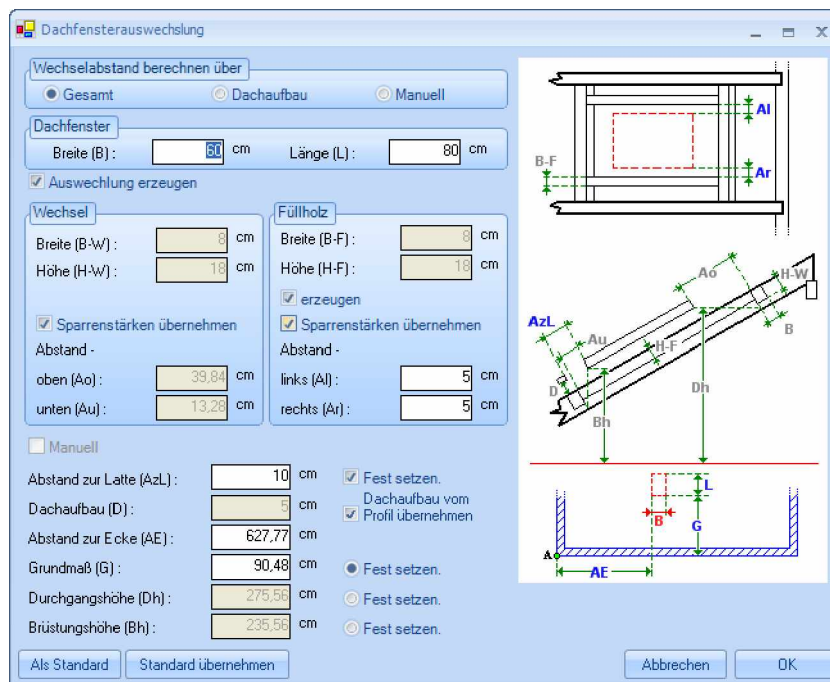 Dachfensterauswechslung
Wechselabstand berechnen über
Gesamt Dachaufbau Manuell
Dachfenster
Breite (B) : 60 cm Länge (L) : 80 cm
Auswechlung erzeugen
Wechsel
Breite (B-W) : 8 cm
Höhe (H-W) : 18 cm
Sparrenstärken übernehmen
Abstand -
oben (Ao) : 39,84 cm
unten (Au) : 13,28 cm
Füllholz
Breite (B-F) : 8 cm
Höhe (H-F) : 18 cm
erzeugen
Sparrenstärken übernehmen
Abstand -
links (Al) : 5 cm
rechts (Ar) : 5 cm
Manuell
Abstand zur Latte (AzL) : 10 cm Fest setzen.
Dachaufbau (D) : 5 cm Dachaufbau vom
Profil übernehmen
Abstand zur Ecke (AE) : 627,77 cm
Grundmaß (G) : 90,48 cm Fest setzen.
Durchgangshöhe (Dh) : 275,56 cm Fest setzen.
Brüstungshöhe (Bh) : 235,56 cm Fest setzen.
Als Standard Standard übernehmen Abbrechen OK
Al
B-F
Ar
Ao
H-W
AzL
Au
B
H-F
D
Dh
Bh
L
B
G
A
AE